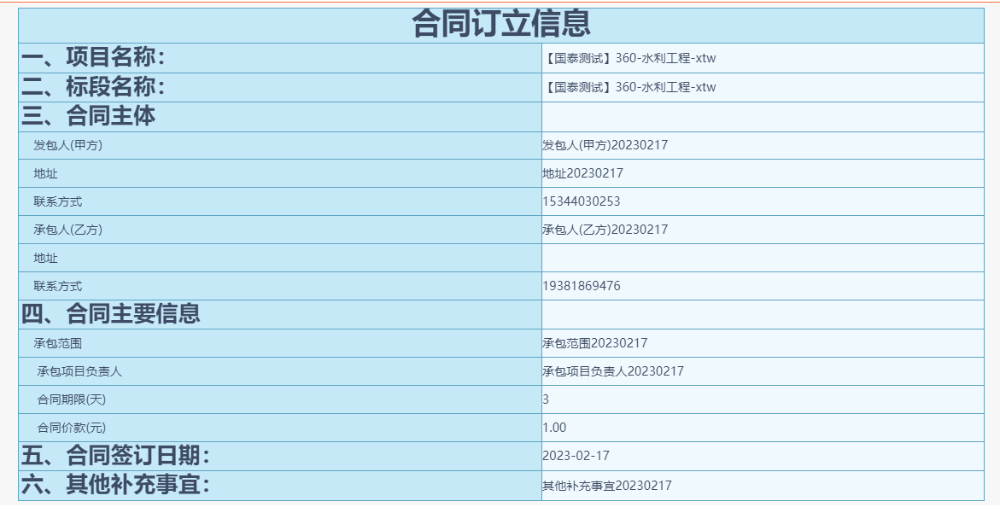 合同订立信息
一、项目名称：
【国泰测试】360-水利工程-xtw
二、标段名称：
【国泰测试】360-水利工程-xtw
三、合同主体
发包人(甲方)
发包人(甲方)20230217
地址
地址20230217
联系方式
15344030253
承包人(乙方)
承包人(乙方)20230217
地址
联系方式
19381869476
四、合同主要信息
承包范围
承包范围20230217
承包项目负责人
承包项目负责人20230217
合同期限(天)
3
合同价款(元)
1.00
五、合同签订日期：
2023-02-17
六、其他补充事宜：
其他补充事宜20230217